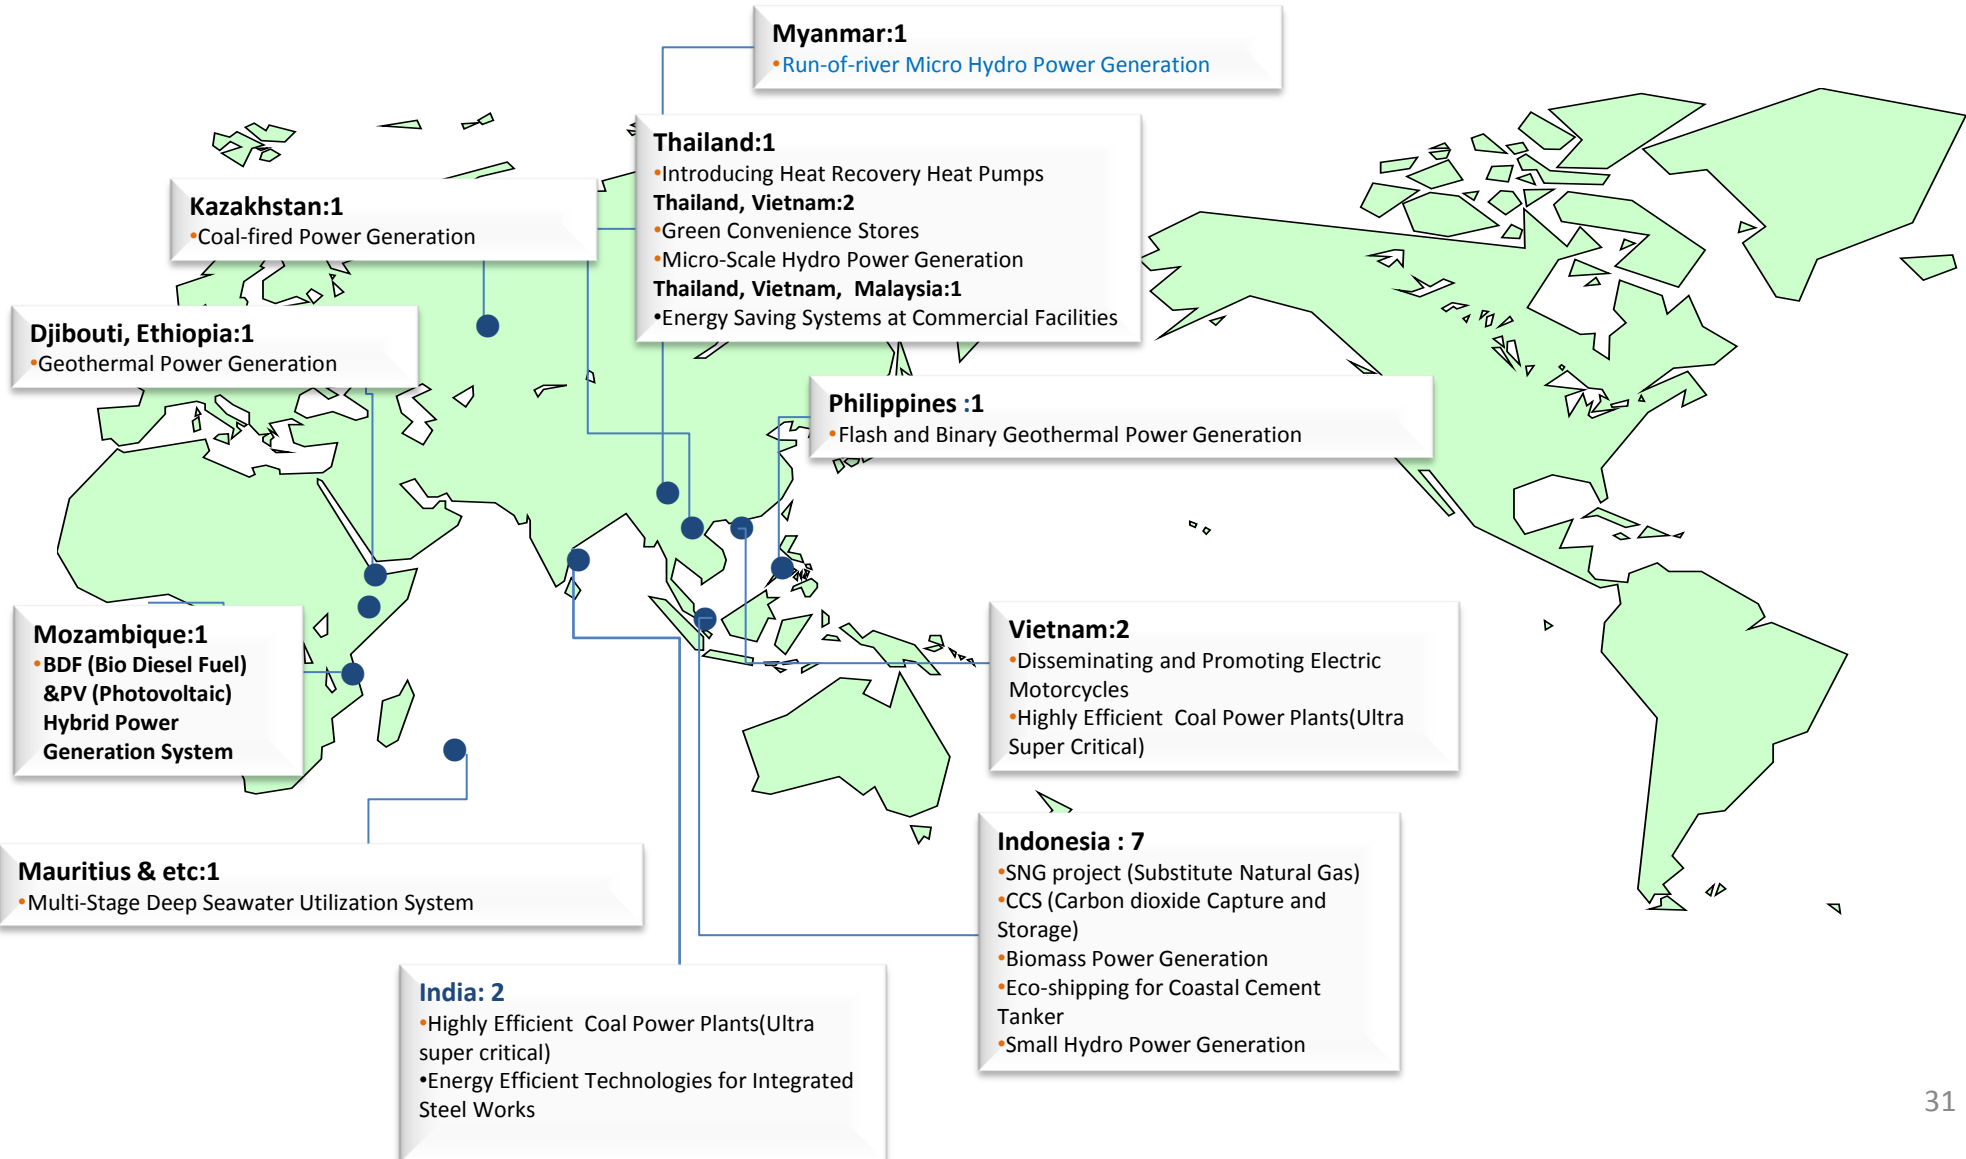 Myanmar:1
•Run-of-river Micro Hydro Power Generation
Thailand:1
•Introducing Heat Recovery Heat Pumps
Thailand, Vietnam:2
•Green Convenience Stores
•Micro-Scale Hydro Power Generation
Thailand, Vietnam, Malaysia:1
•Energy Saving Systems at Commercial Facilities
Kazakhstan:1
•Coal-fired Power Generation
Djibouti, Ethiopia:1
•Geothermal Power Generation
Philippines :1
•Flash and Binary Geothermal Power Generation
Mozambique:1
•BDF (Bio Diesel Fuel)
&PV (Photovoltaic)
Hybrid Power
Generation System
Vietnam:2
•Disseminating and Promoting Electric
Motorcycles
•Highly Efficient Coal Power Plants(Ultra
Super Critical)
Mauritius & etc:1
•Multi-Stage Deep Seawater Utilization System
Indonesia : 7
•SNG project (Substitute Natural Gas)
•CCS (Carbon dioxide Capture and
Storage)
•Biomass Power Generation
•Eco-shipping for Coastal Cement
Tanker
•Small Hydro Power Generation
India: 2
•Highly Efficient Coal Power Plants(Ultra
super critical)
•Energy Efficient Technologies for Integrated
Steel Works
31